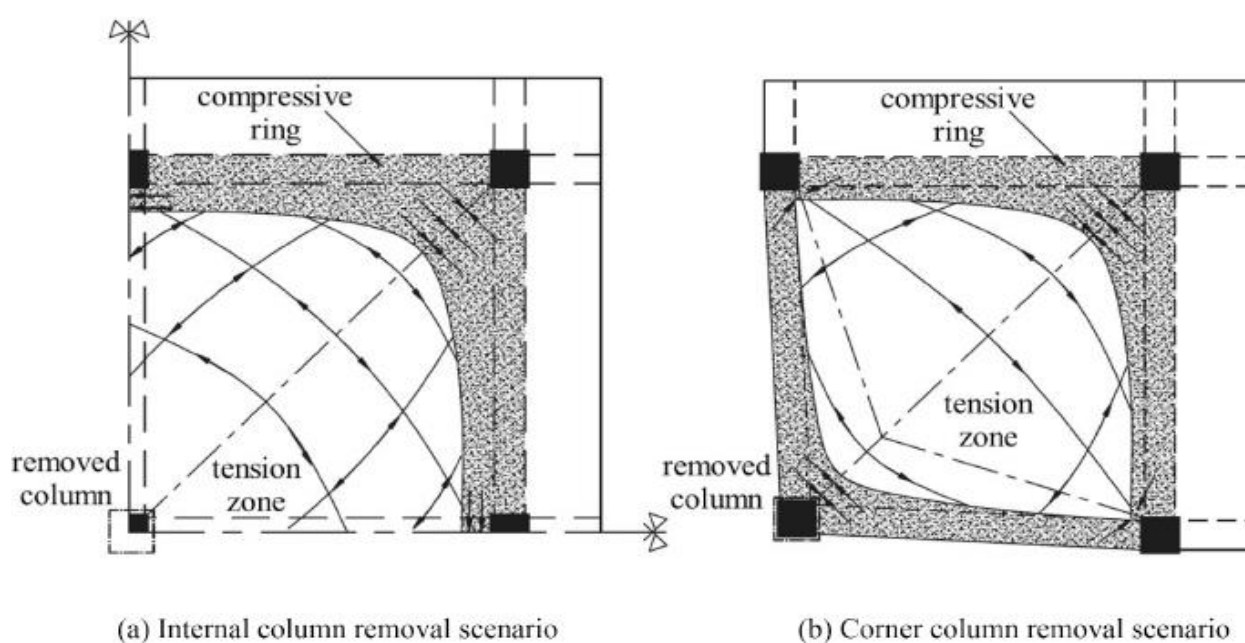 compressive
ring
removed
column
tension
zone
(a) Internal column removal scenario
compressive
ring
tension
zone
removed
column
(b) Corner column removal scenario